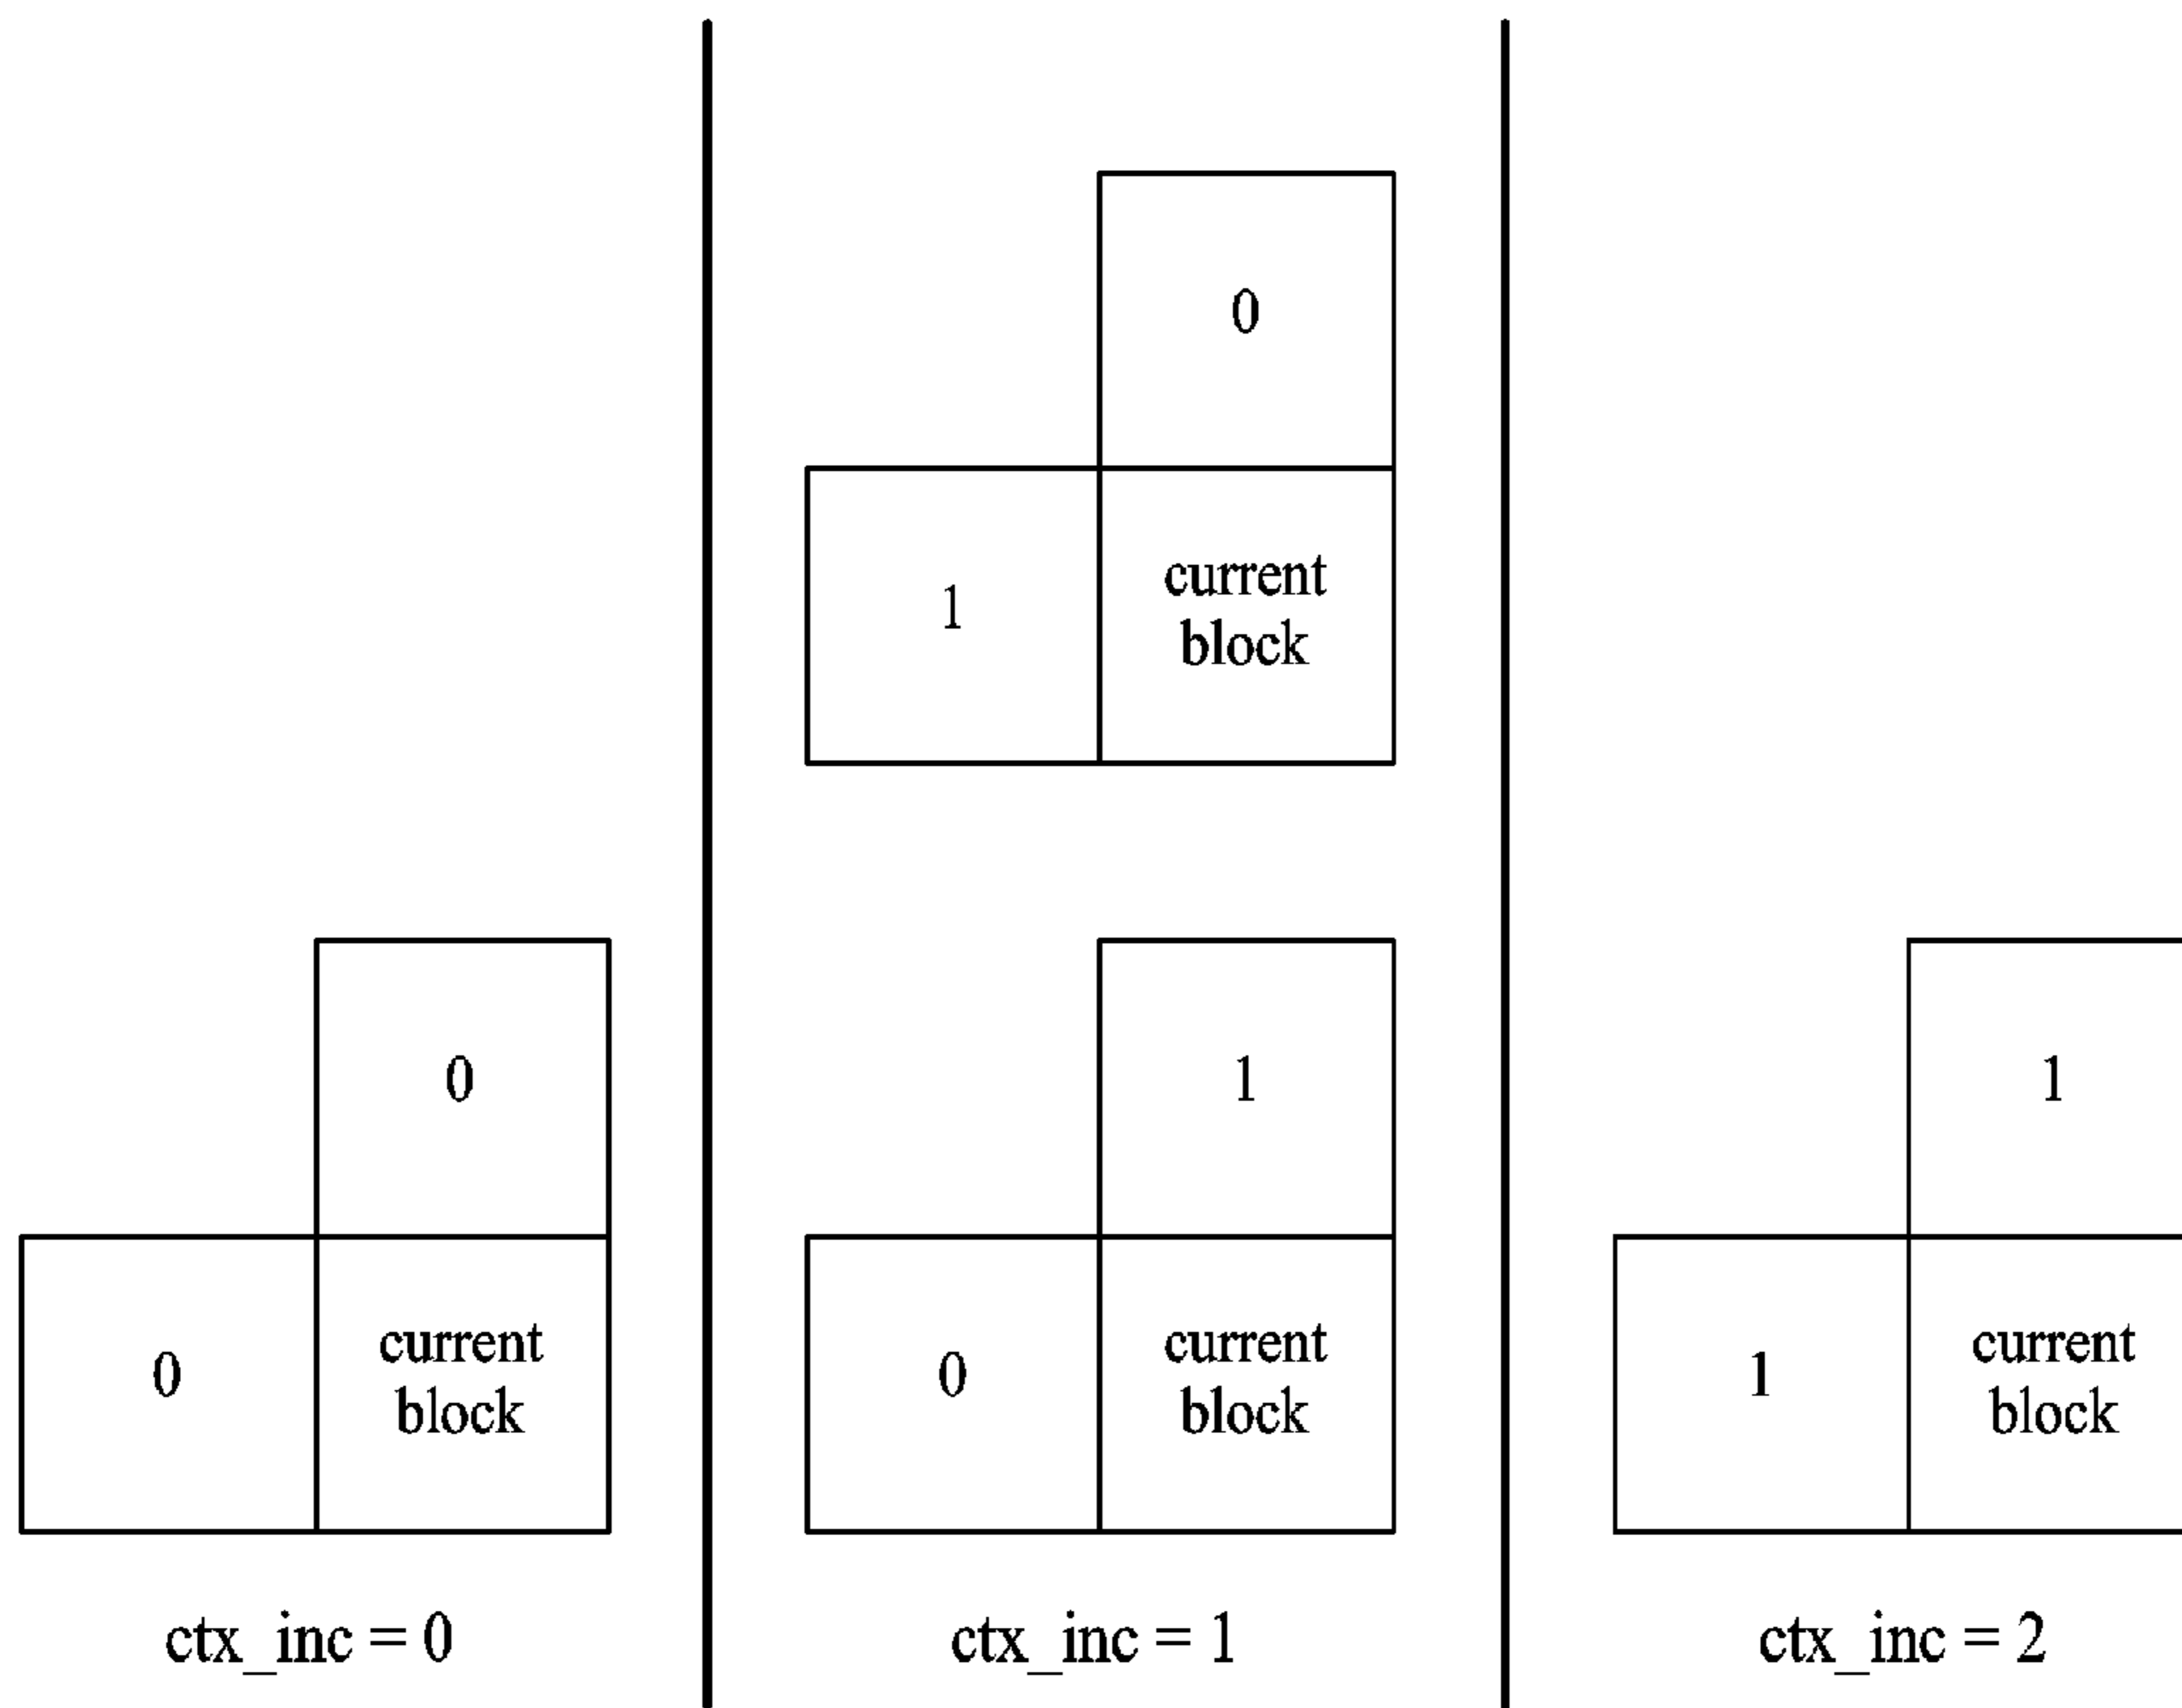 0
1
current
block
0
0
current
block
ctx_inc = 0
1
0
current
block
ctx_inc = 1
1
1
current
block
ctx_inc = 2